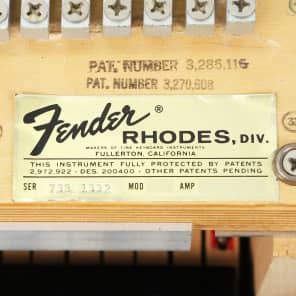 PAT. NUMBER 3,286,116
PAT. NUMBER 3,270,608
Fender®
RHODES, DIV.
MAKERS OF FINE KEYBOARD INSTRUMENTS
FULLERTON, CALIFORNIA
THIS INSTRUMENT FULLY PROTECTED BY PATENTS
2,972,922 - DES. 200400 - OTHER PATENTS PENDING
SER MOD AMP